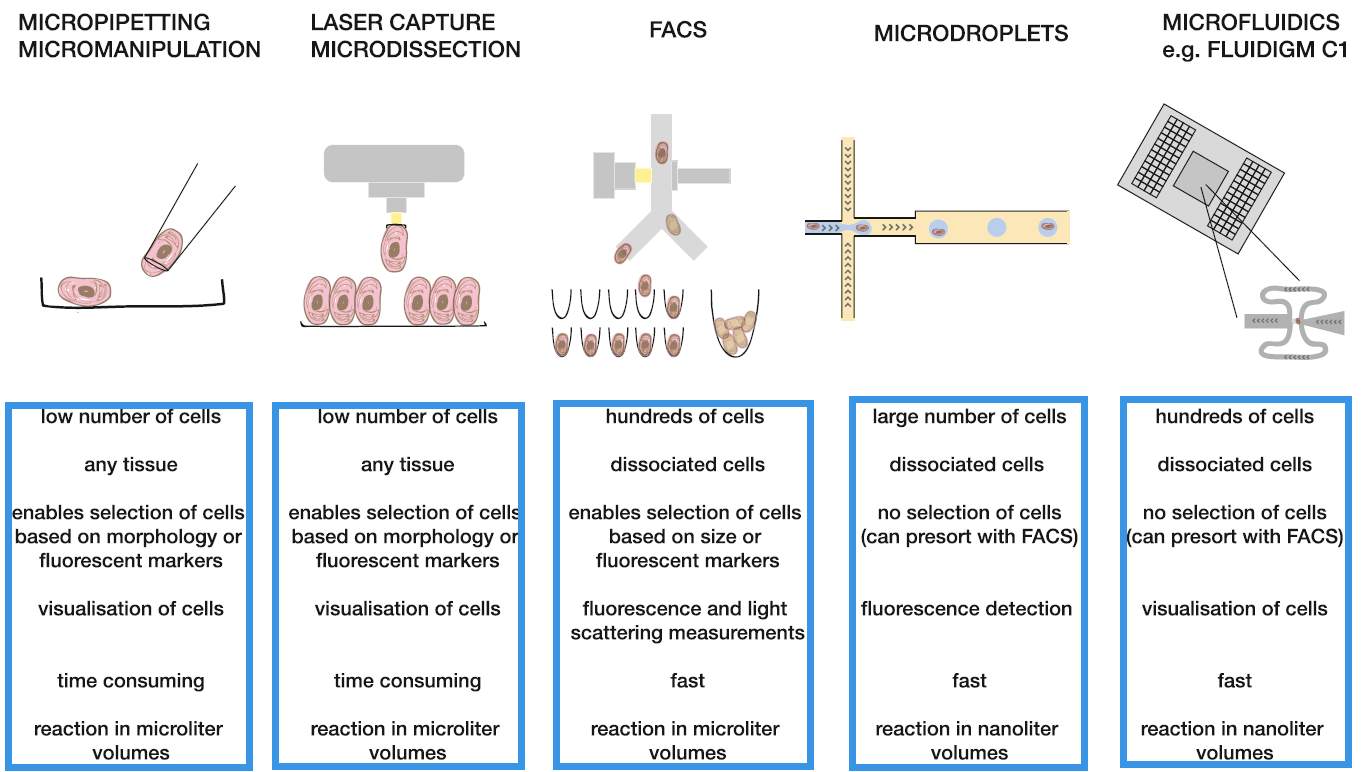 MICROPIPETTING
MICROMANIPULATION
LASER CAPTURE
MICRODISSECTION
FACS
MICRODROPLETS
MICROFLUIDICS
e.g. FLUIDIGM C1
low number of cells
any tissue
enables selection of cells
based on morphology or
fluorescent markers
visualisation of cells
time consuming
reaction in microliter
volumes
low number of cells
any tissue
enables selection of cells
based on morphology or
fluorescent markers
visualisation of cells
time consuming
reaction in microliter
volumes
hundreds of cells
dissociated cells
enables selection of cells
based on size or
fluorescent markers
fluorescence and light
scattering measurements
fast
reaction in microliter
volumes
large number of cells
dissociated cells
no selection of cells
(can presort with FACS)
fluorescence detection
fast
reaction in nanoliter
volumes
hundreds of cells
dissociated cells
no selection of cells
(can presort with FACS)
visualisation of cells
fast
reaction in nanoliter
volumes